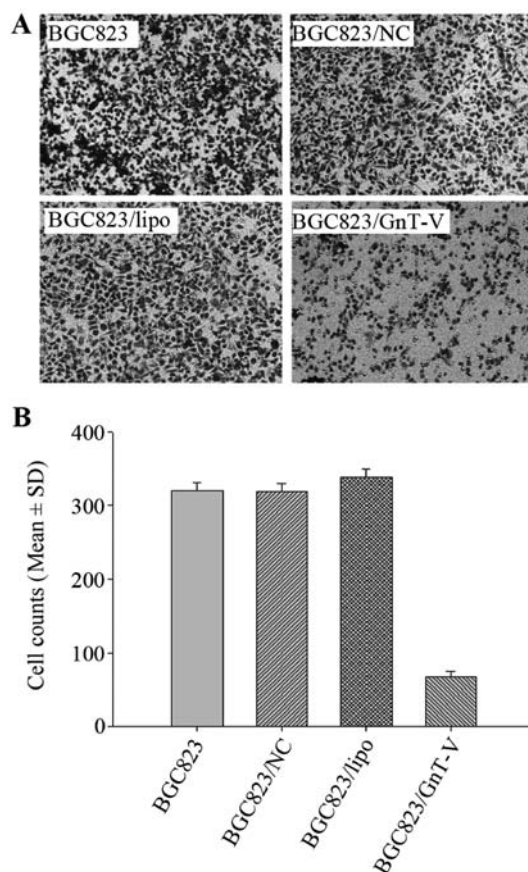 A
BGC823
BGC823/NC
BGC823/lipo
BGC823/GnT-V
B
400
300
200
100
0
Cell counts (Mean ± SD)
BGC823
BGC823/NC
BGC823/lipo
BGC823/GnT-V